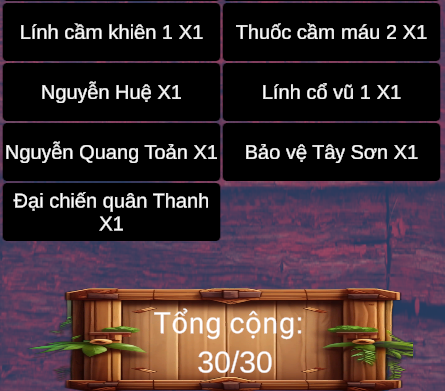 Lính cầm khiên 1 X1
Thuốc cầm máu 2 X1
Nguyễn Huệ X1
Lính cổ vũ 1 X1
Nguyễn Quang Toản X1
Bảo vệ Tây Sơn X1
Đại chiến quân Thanh
X1
Tổng cộng:
30/30